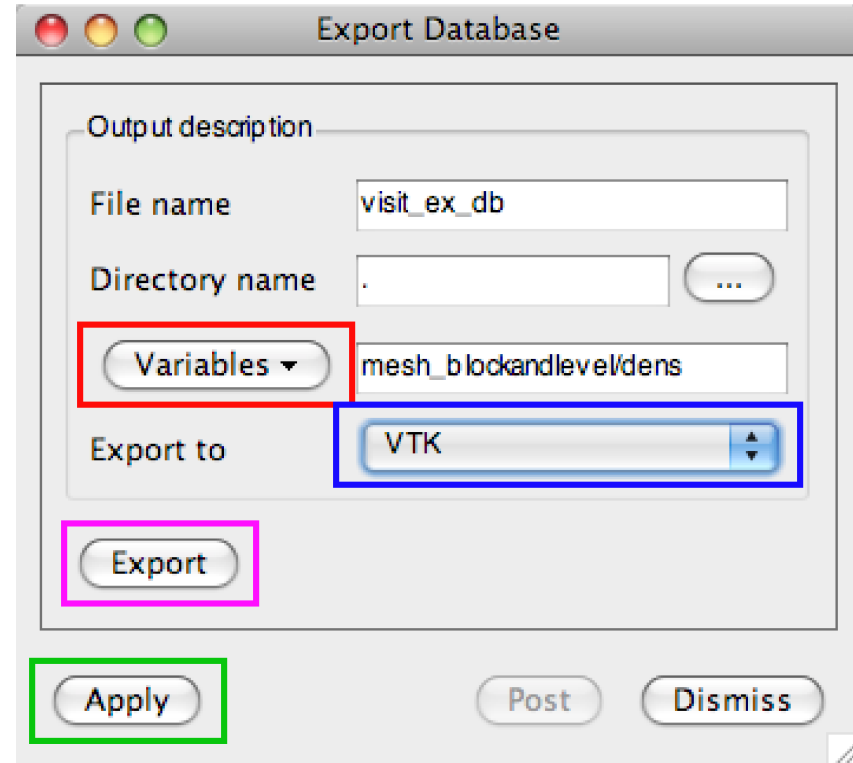 Export Database
Output description
File name visit_ex_db
Directory name . ...
Variables mesh_blockandlevel/dens
Export to VTK
Export
Apply Post Dismiss